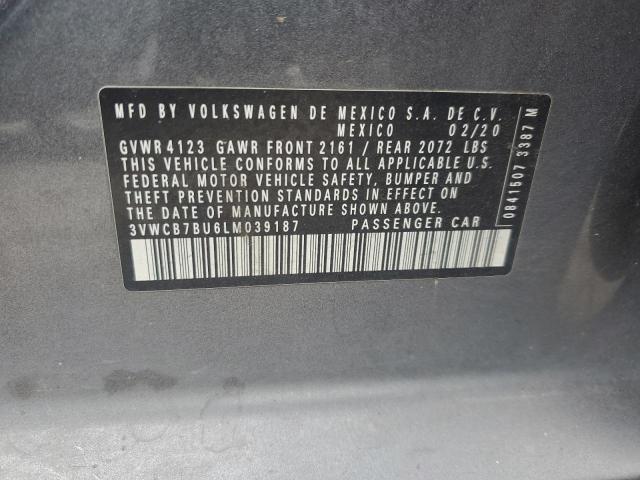 MFD BY VOLKSWAGEN DE MEXICO S.A. DE C.V.
MEXICO 02/20
GVWR 4123 GAWR FRONT 2161 / REAR 2072 LBS
THIS VEHICLE CONFORMS TO ALL APPLICABLE U.S.
FEDERAL MOTOR VEHICLE SAFETY, BUMPER AND
THEFT PREVENTION STANDARDS IN EFFECT ON
THE DATE OF MANUFACTURE SHOWN ABOVE.
3VWCB7BU6LM039187 PASSENGER CAR
0841607 3387 M